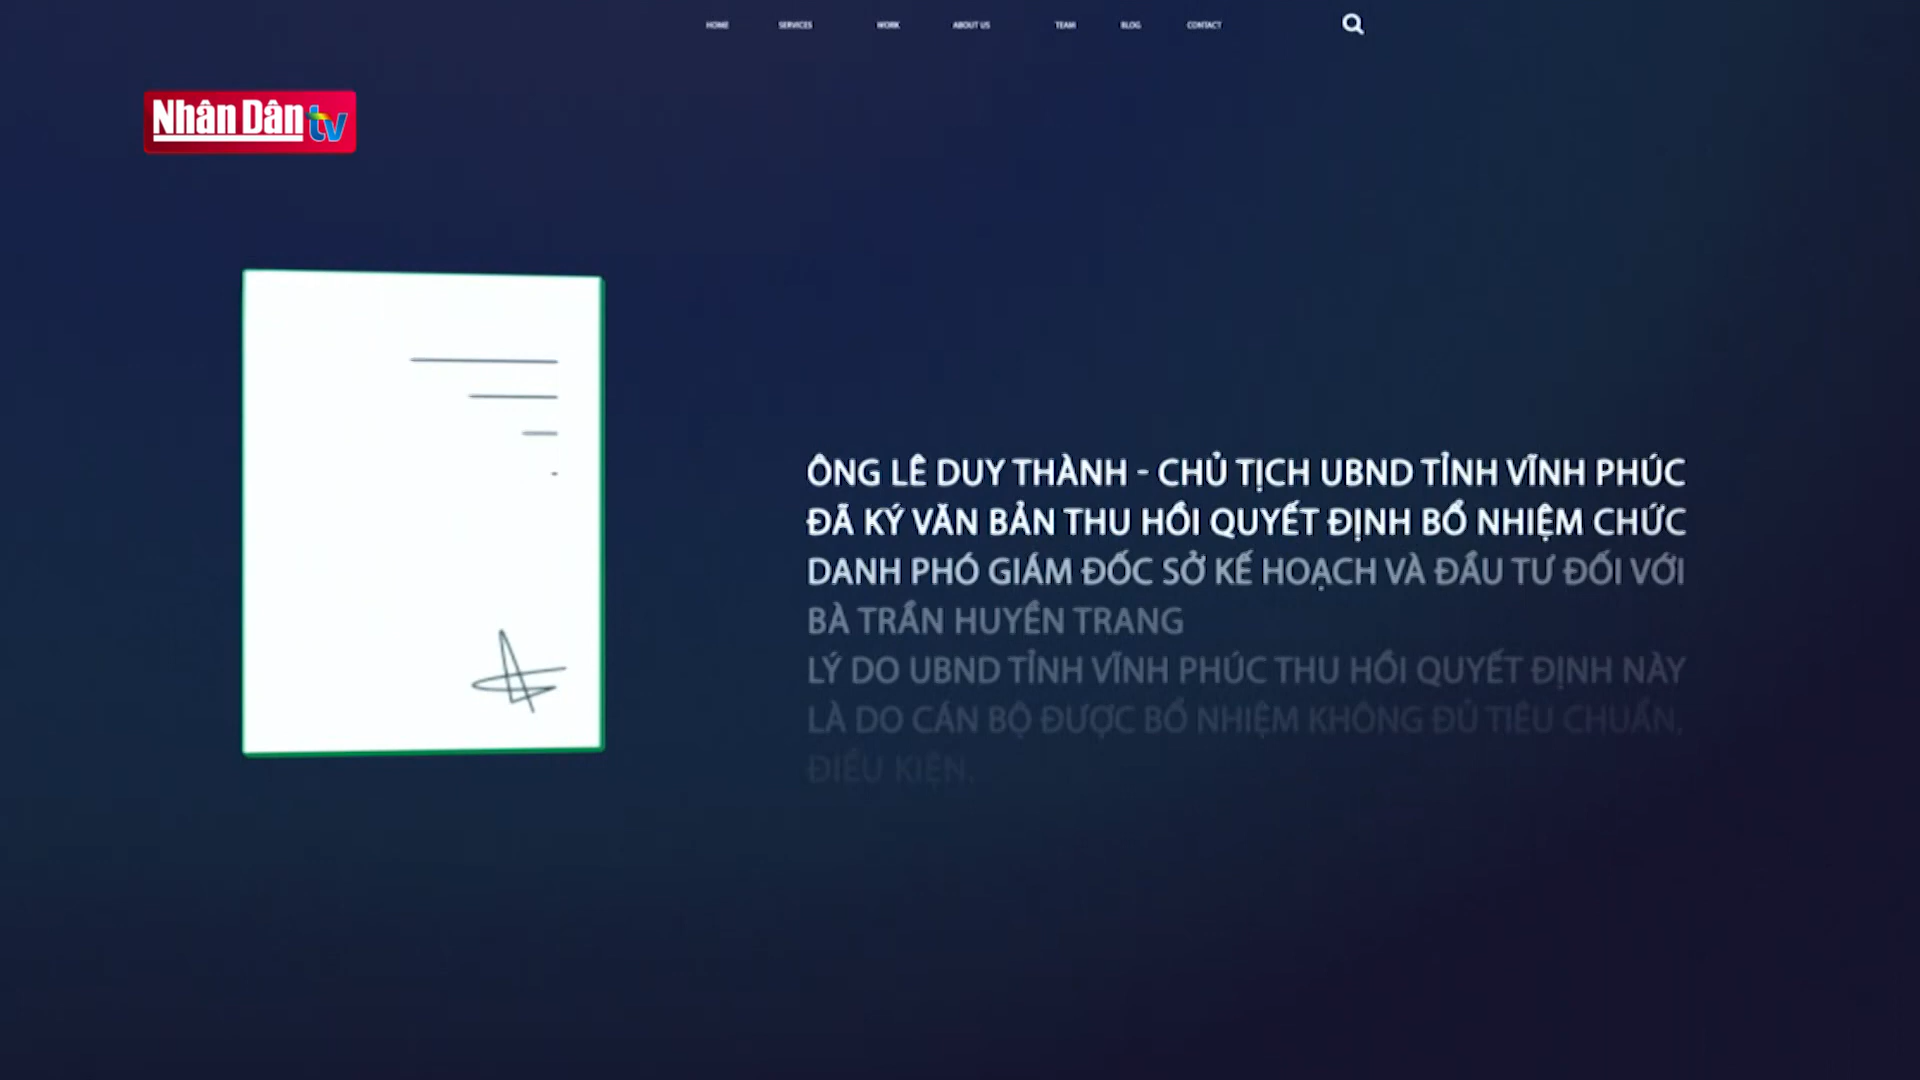 HOME SERVICES WORK ABOUT US TEAM BLOG CONTACT
Nhân Dân tv
ÔNG LÊ DUY THÀNH - CHỦ TỊCH UBND TỈNH VĨNH PHÚC
ĐÃ KÝ VĂN BẢN THU HỒI QUYẾT ĐỊNH BỔ NHIỆM CHỨC
DANH PHÓ GIÁM ĐỐC SỞ KẾ HOẠCH VÀ ĐẦU TƯ ĐỐI VỚI
BÀ TRẦN HUYỀN TRANG
LÝ DO UBND TỈNH VĨNH PHÚC THU HỒI QUYẾT ĐỊNH NÀY
LÀ DO CÁN BỘ ĐƯỢC BỔ NHIỆM KHÔNG ĐỦ TIÊU CHUẨN,
ĐIỀU KIỆN.